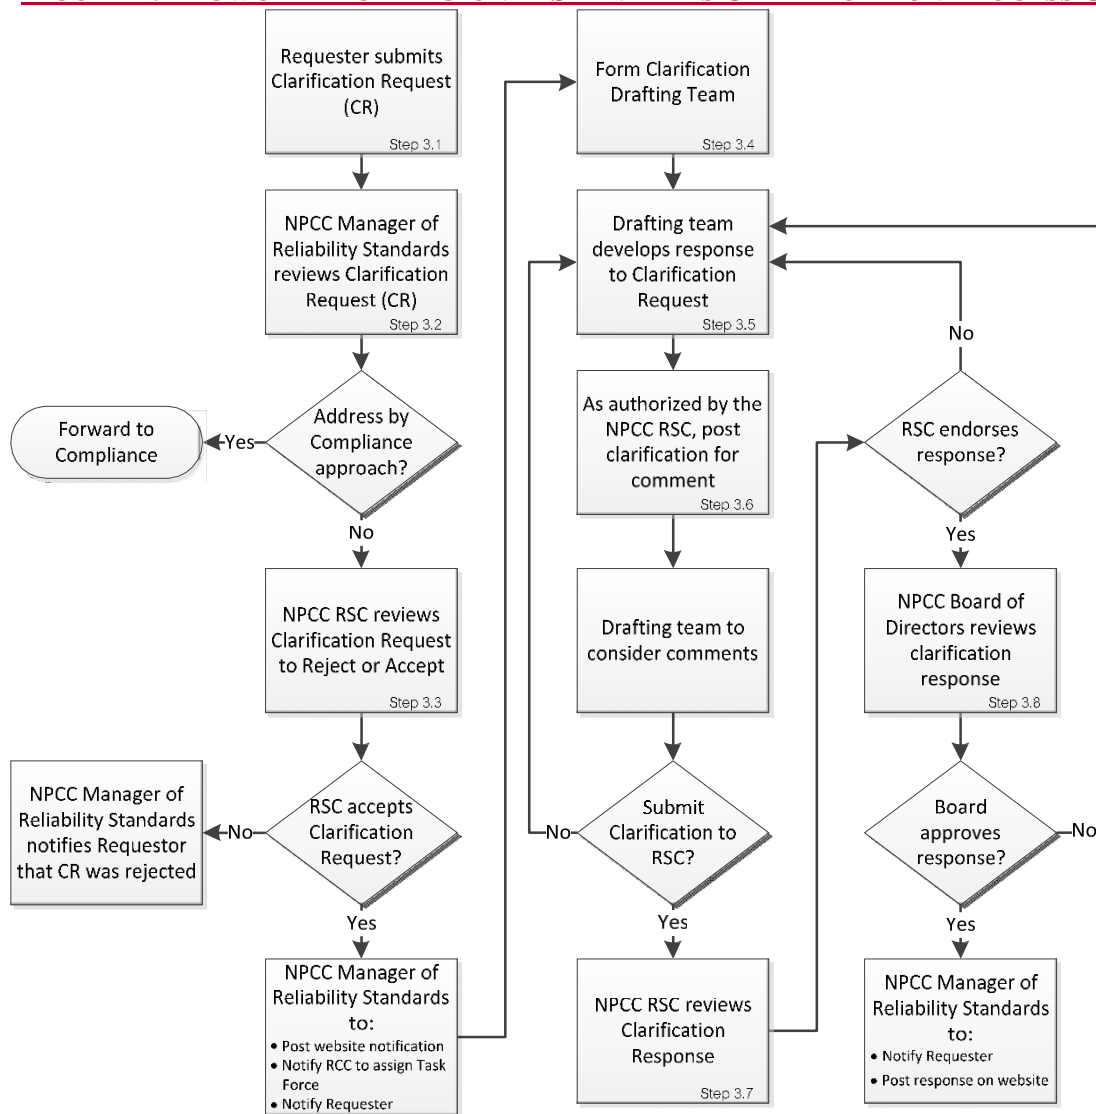 Requester submits
Clarification Request
(CR)
Step 3.1
NPCC Manager of
Reliability Standards
reviews Clarification
Request (CR)
Step 3.2
Address by
Compliance
approach?
Yes
Forward to
Compliance
No
NPCC RSC reviews
Clarification Request
to Reject or Accept
Step 3.3
RSC accepts
Clarification
Request?
No
NPCC Manager of
Reliability Standards
notifies Requestor
that CR was rejected
Yes
NPCC Manager of
Reliability Standards
to:
• Post website notification
• Notify RCC to assign Task
Force
• Notify Requester
Form Clarification
Drafting Team
Step 3.4
Drafting team
develops response
to Clarification
Request
Step 3.5
As authorized by the
NPCC RSC, post
clarification for
comment
Step 3.6
Drafting team to
consider comments
Submit
Clarification to
RSC?
No
Yes
NPCC RSC reviews
Clarification
Response
Step 3.7
No
RSC endorses
response?
Yes
NPCC Board of
Directors reviews
clarification
response
Step 3.8
Board
approves
response?
No
Yes
NPCC Manager of
Reliability Standards
to:
• Notify Requester
• Post response on website